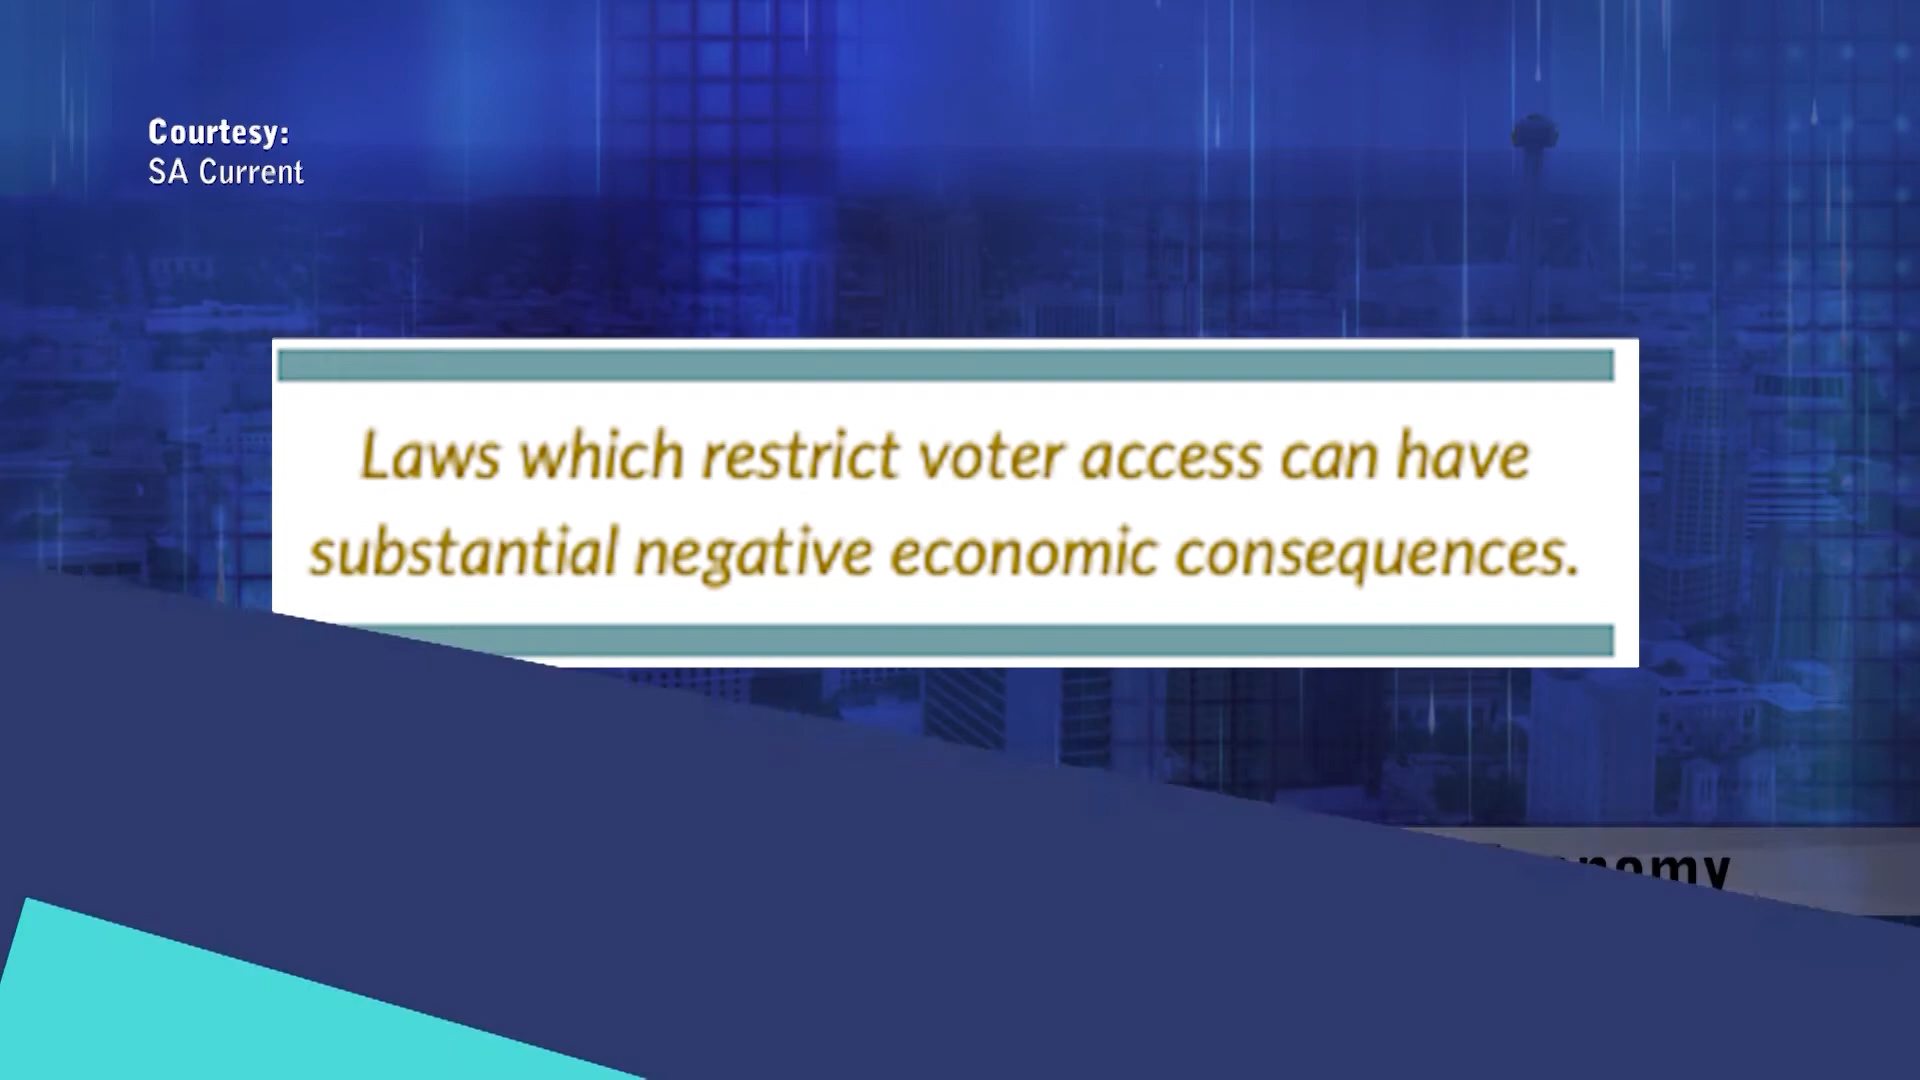 Courtesy:
SA Current
Laws which restrict voter access can have
substantial negative economic consequences.